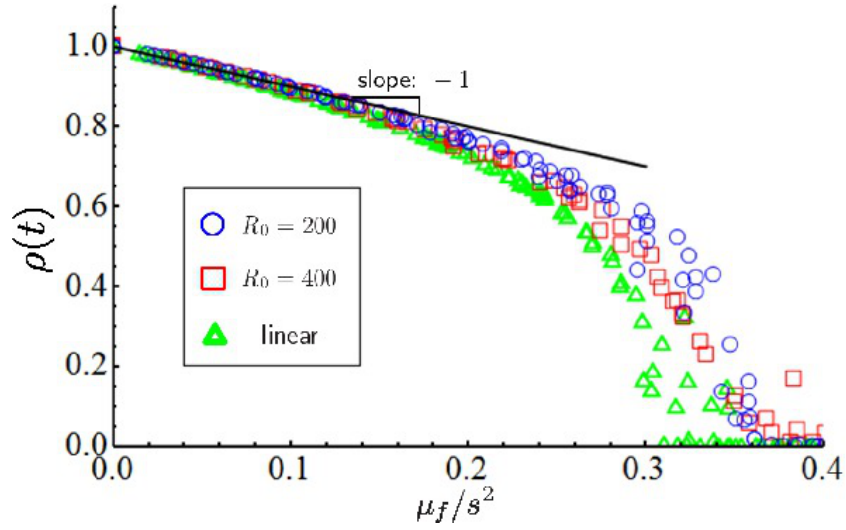 1.0
0.8
0.6
0.4
0.2
0.0
ρ(t)
slope: −1
R₀ = 200
R₀ = 400
linear
0.0 0.1 0.2 0.3 0.4
μ_f/s²